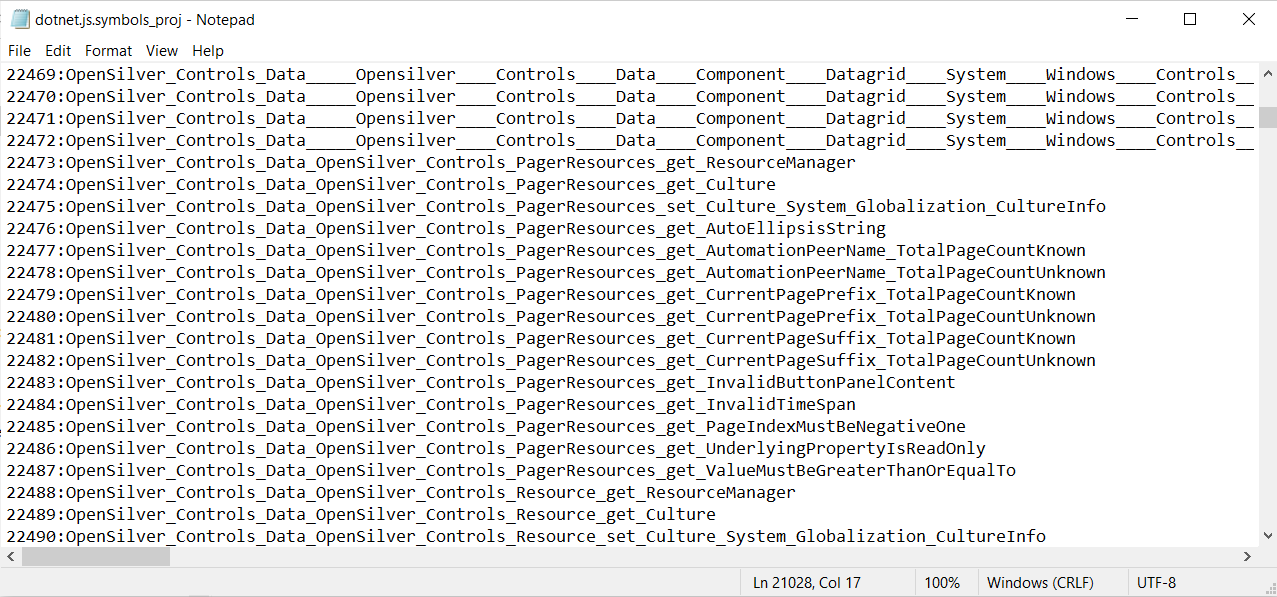 dotnet.js.symbols_proj - Notepad
File Edit Format View Help
22469:OpenSilver_Controls_Data_____Opensilver____Controls____Data____Component____Datagrid____System____Windows____Controls__
22470:OpenSilver_Controls_Data_____Opensilver____Controls____Data____Component____Datagrid____System____Windows____Controls__
22471:OpenSilver_Controls_Data_____Opensilver____Controls____Data____Component____Datagrid____System____Windows____Controls__
22472:OpenSilver_Controls_Data_____Opensilver____Controls____Data____Component____Datagrid____System____Windows____Controls__
22473:OpenSilver_Controls_Data_OpenSilver_Controls_PagerResources_get_ResourceManager
22474:OpenSilver_Controls_Data_OpenSilver_Controls_PagerResources_get_Culture
22475:OpenSilver_Controls_Data_OpenSilver_Controls_PagerResources_set_Culture_System_Globalization_CultureInfo
22476:OpenSilver_Controls_Data_OpenSilver_Controls_PagerResources_get_AutoEllipsisString
22477:OpenSilver_Controls_Data_OpenSilver_Controls_PagerResources_get_AutomationPeerName_TotalPageCountKnown
22478:OpenSilver_Controls_Data_OpenSilver_Controls_PagerResources_get_AutomationPeerName_TotalPageCountUnknown
22479:OpenSilver_Controls_Data_OpenSilver_Controls_PagerResources_get_CurrentPagePrefix_TotalPageCountKnown
22480:OpenSilver_Controls_Data_OpenSilver_Controls_PagerResources_get_CurrentPagePrefix_TotalPageCountUnknown
22481:OpenSilver_Controls_Data_OpenSilver_Controls_PagerResources_get_CurrentPageSuffix_TotalPageCountKnown
22482:OpenSilver_Controls_Data_OpenSilver_Controls_PagerResources_get_CurrentPageSuffix_TotalPageCountUnknown
22483:OpenSilver_Controls_Data_OpenSilver_Controls_PagerResources_get_InvalidButtonPanelContent
22484:OpenSilver_Controls_Data_OpenSilver_Controls_PagerResources_get_InvalidTimeSpan
22485:OpenSilver_Controls_Data_OpenSilver_Controls_PagerResources_get_PageIndexMustBeNegativeOne
22486:OpenSilver_Controls_Data_OpenSilver_Controls_PagerResources_get_UnderlyingPropertyIsReadOnly
22487:OpenSilver_Controls_Data_OpenSilver_Controls_PagerResources_get_ValueMustBeGreaterThanOrEqualTo
22488:OpenSilver_Controls_Data_OpenSilver_Controls_Resource_get_ResourceManager
22489:OpenSilver_Controls_Data_OpenSilver_Controls_Resource_get_Culture
22490:OpenSilver_Controls_Data_OpenSilver_Controls_Resource_set_Culture_System_Globalization_CultureInfo
Ln 21028, Col 17 100% Windows (CRLF) UTF-8